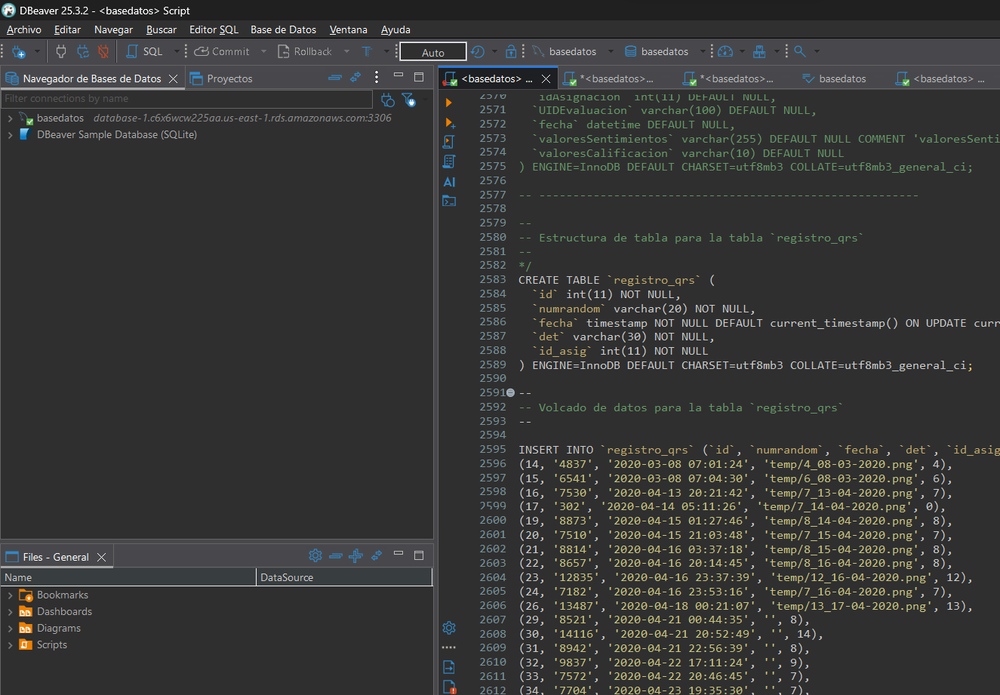 DBeaver 25.3.2 - <basedatos> Script
Archivo Editar Navegar Buscar Editor SQL Base de Datos Ventana Ayuda
SQL Commit Rollback Auto basedatos basedatos
Navegador de Bases de Datos Proyectos
Filter connections by name
basedatos database-1.c6x6wcw225aa.us-east-1.rds.amazonaws.com:3306
DBeaver Sample Database (SQLite)
Files - General
Name DataSource
Bookmarks
Dashboards
Diagrams
Scripts
<basedatos> ... *<basedatos>... *<basedatos>... basedatos <basedatos> ...
AI
2570 `idAsignacion` int(11) DEFAULT NULL,
2571 `UIDEvaluacion` varchar(100) DEFAULT NULL,
2572 `fecha` datetime DEFAULT NULL,
2573 `valoresSentimientos` varchar(255) DEFAULT NULL COMMENT 'valoresSenti
2574 `valoresCalificacion` varchar(10) DEFAULT NULL
2575 ) ENGINE=InnoDB DEFAULT CHARSET=utf8mb3 COLLATE=utf8mb3_general_ci;
2576
2577 -- --------------------------------------------------------
2578
2579 --
2580 -- Estructura de tabla para la tabla `registro_qrs`
2581 --
2582 */
2583 CREATE TABLE `registro_qrs` (
2584 `id` int(11) NOT NULL,
2585 `numrandom` varchar(20) NOT NULL,
2586 `fecha` timestamp NOT NULL DEFAULT current_timestamp() ON UPDATE curr
2587 `det` varchar(30) NOT NULL,
2588 `id_asig` int(11) NOT NULL
2589 ) ENGINE=InnoDB DEFAULT CHARSET=utf8mb3 COLLATE=utf8mb3_general_ci;
2590
2591 --
2592 -- Volcado de datos para la tabla `registro_qrs`
2593 --
2594
2595 INSERT INTO `registro_qrs` (`id`, `numrandom`, `fecha`, `det`, `id_asig
2596 (14, '4837', '2020-03-08 07:01:24', 'temp/4_08-03-2020.png', 4),
2597 (15, '6541', '2020-03-08 07:04:30', 'temp/6_08-03-2020.png', 6),
2598 (16, '7530', '2020-04-13 20:21:42', 'temp/7_13-04-2020.png', 7),
2599 (17, '302', '2020-04-14 05:11:26', 'temp/7_14-04-2020.png', 0),
2600 (19, '8873', '2020-04-15 01:27:46', 'temp/8_14-04-2020.png', 8),
2601 (20, '7510', '2020-04-15 21:03:48', 'temp/7_15-04-2020.png', 7),
2602 (21, '8814', '2020-04-16 03:37:18', 'temp/8_15-04-2020.png', 8),
2603 (22, '8657', '2020-04-16 20:14:45', 'temp/8_16-04-2020.png', 8),
2604 (23, '12835', '2020-04-16 23:37:39', 'temp/12_16-04-2020.png', 12),
2605 (24, '7182', '2020-04-16 23:53:16', 'temp/7_16-04-2020.png', 7),
2606 (26, '13487', '2020-04-18 00:21:07', 'temp/13_17-04-2020.png', 13),
2607 (29, '8521', '2020-04-21 00:44:35', '', 8),
2608 (30, '14116', '2020-04-21 20:52:49', '', 14),
2609 (31, '8942', '2020-04-21 22:56:39', '', 8),
2610 (32, '9837', '2020-04-22 17:11:24', '', 9),
2611 (33, '7572', '2020-04-22 20:46:45', '', 7),
2612 (34, '7704', '2020-04-23 19:35:30', '', 7),